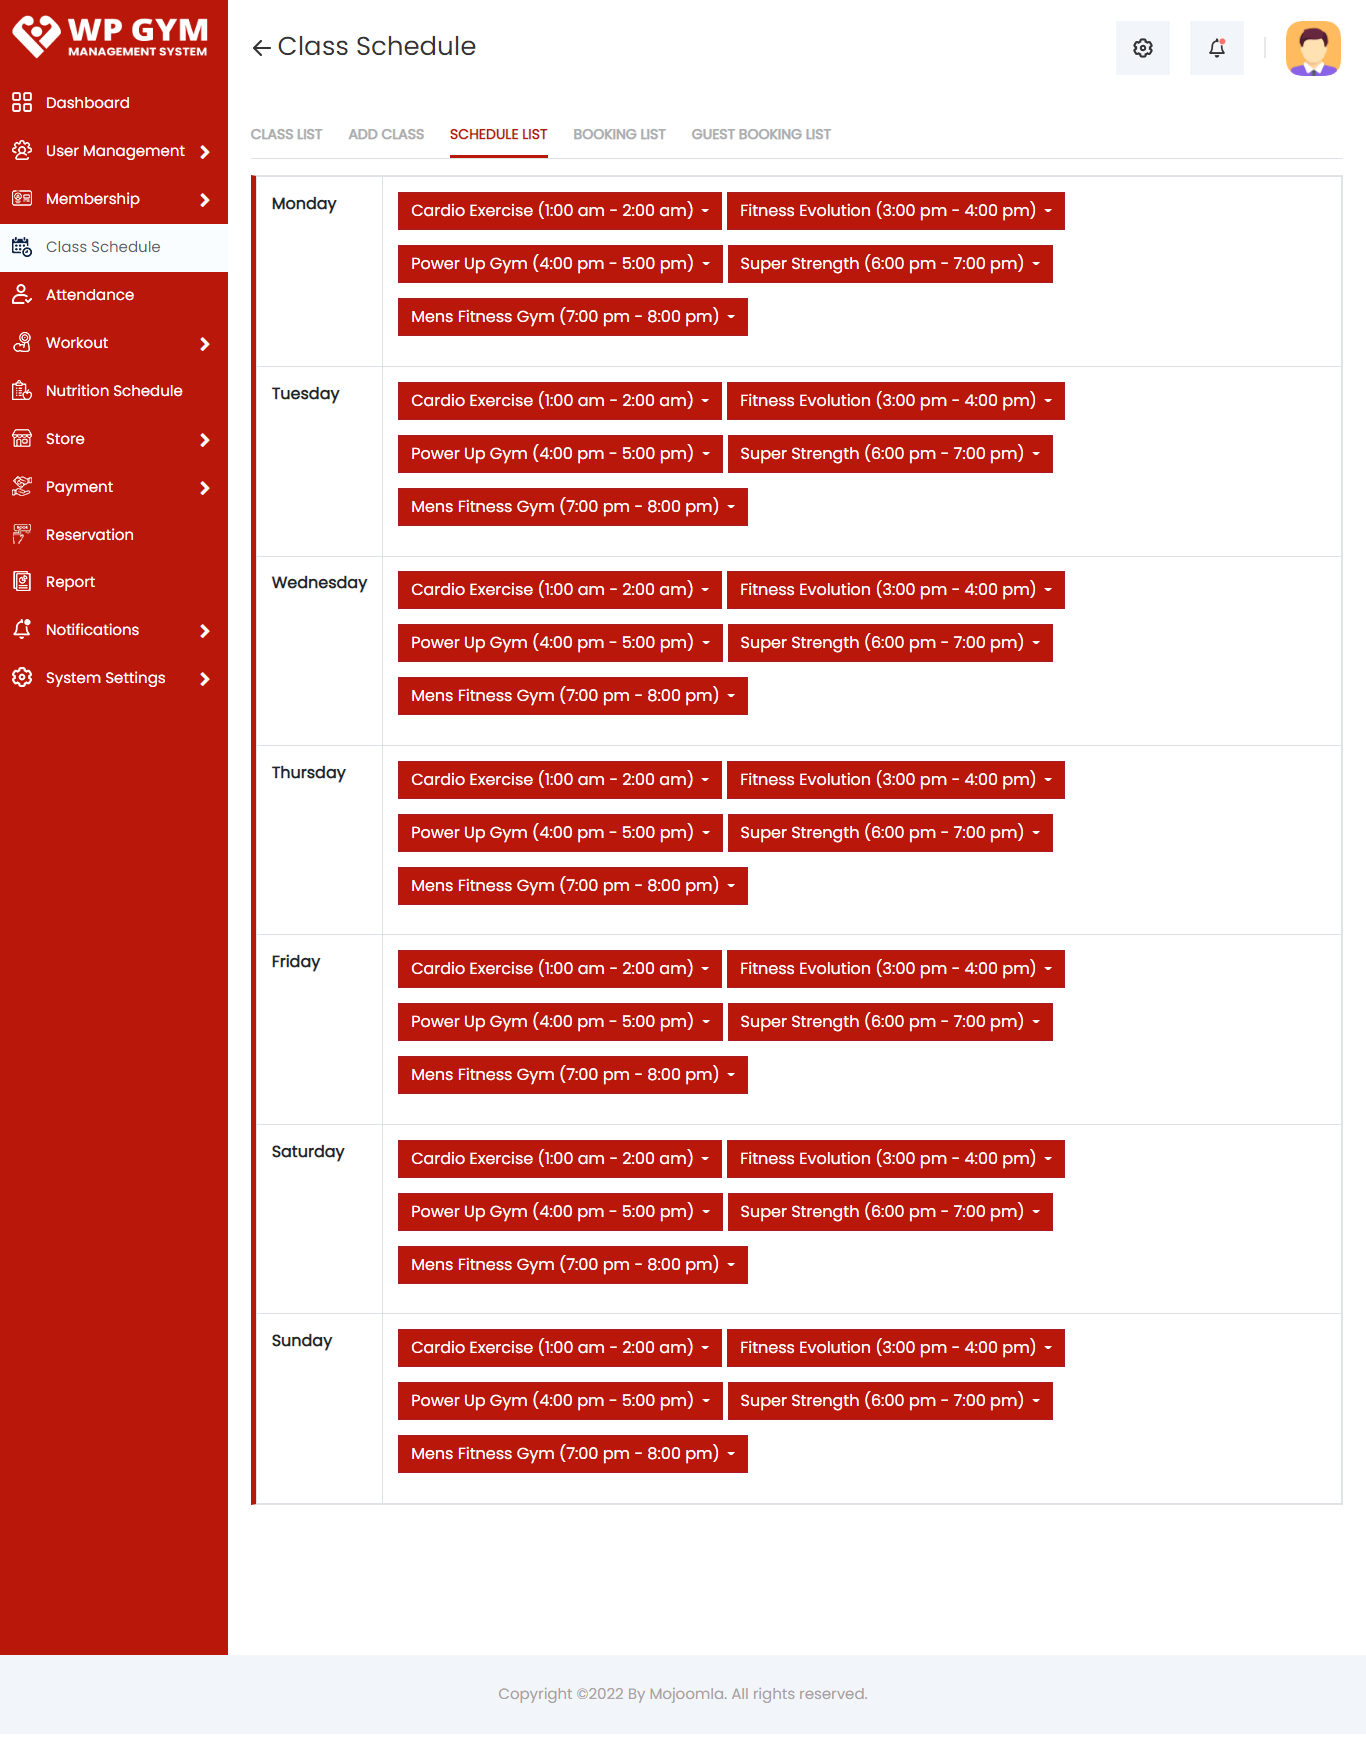 WP GYM
MANAGEMENT SYSTEM
Dashboard
User Management
Membership
Class Schedule
Attendance
Workout
Nutrition Schedule
Store
Payment
Reservation
Report
Notifications
System Settings
Class Schedule
CLASS LIST ADD CLASS SCHEDULE LIST BOOKING LIST GUEST BOOKING LIST
Monday
Cardio Exercise (1:00 am - 2:00 am) Fitness Evolution (3:00 pm - 4:00 pm)
Power Up Gym (4:00 pm - 5:00 pm) Super Strength (6:00 pm - 7:00 pm)
Mens Fitness Gym (7:00 pm - 8:00 pm)
Tuesday
Cardio Exercise (1:00 am - 2:00 am) Fitness Evolution (3:00 pm - 4:00 pm)
Power Up Gym (4:00 pm - 5:00 pm) Super Strength (6:00 pm - 7:00 pm)
Mens Fitness Gym (7:00 pm - 8:00 pm)
Wednesday
Cardio Exercise (1:00 am - 2:00 am) Fitness Evolution (3:00 pm - 4:00 pm)
Power Up Gym (4:00 pm - 5:00 pm) Super Strength (6:00 pm - 7:00 pm)
Mens Fitness Gym (7:00 pm - 8:00 pm)
Thursday
Cardio Exercise (1:00 am - 2:00 am) Fitness Evolution (3:00 pm - 4:00 pm)
Power Up Gym (4:00 pm - 5:00 pm) Super Strength (6:00 pm - 7:00 pm)
Mens Fitness Gym (7:00 pm - 8:00 pm)
Friday
Cardio Exercise (1:00 am - 2:00 am) Fitness Evolution (3:00 pm - 4:00 pm)
Power Up Gym (4:00 pm - 5:00 pm) Super Strength (6:00 pm - 7:00 pm)
Mens Fitness Gym (7:00 pm - 8:00 pm)
Saturday
Cardio Exercise (1:00 am - 2:00 am) Fitness Evolution (3:00 pm - 4:00 pm)
Power Up Gym (4:00 pm - 5:00 pm) Super Strength (6:00 pm - 7:00 pm)
Mens Fitness Gym (7:00 pm - 8:00 pm)
Sunday
Cardio Exercise (1:00 am - 2:00 am) Fitness Evolution (3:00 pm - 4:00 pm)
Power Up Gym (4:00 pm - 5:00 pm) Super Strength (6:00 pm - 7:00 pm)
Mens Fitness Gym (7:00 pm - 8:00 pm)
Copyright ©2022 By Mojoomla. All rights reserved.